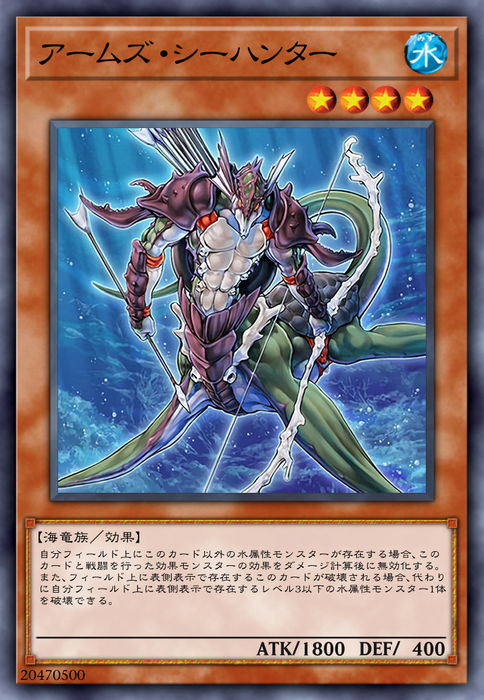 アームズ・シーハンター
みず
水
【海竜族／効果】
自分フィールド上にこのカード以外の水属性モンスターが存在する場合、この
カードと戦闘を行った効果モンスターの効果をダメージ計算後に無効化する。
また、フィールド上に表側表示で存在するこのカードが破壊される場合、代わり
に自分フィールド上に表側表示で存在するレベル3以下の水属性モンスター1体
を破壊できる。
ATK/1800 DEF/ 400
20470500